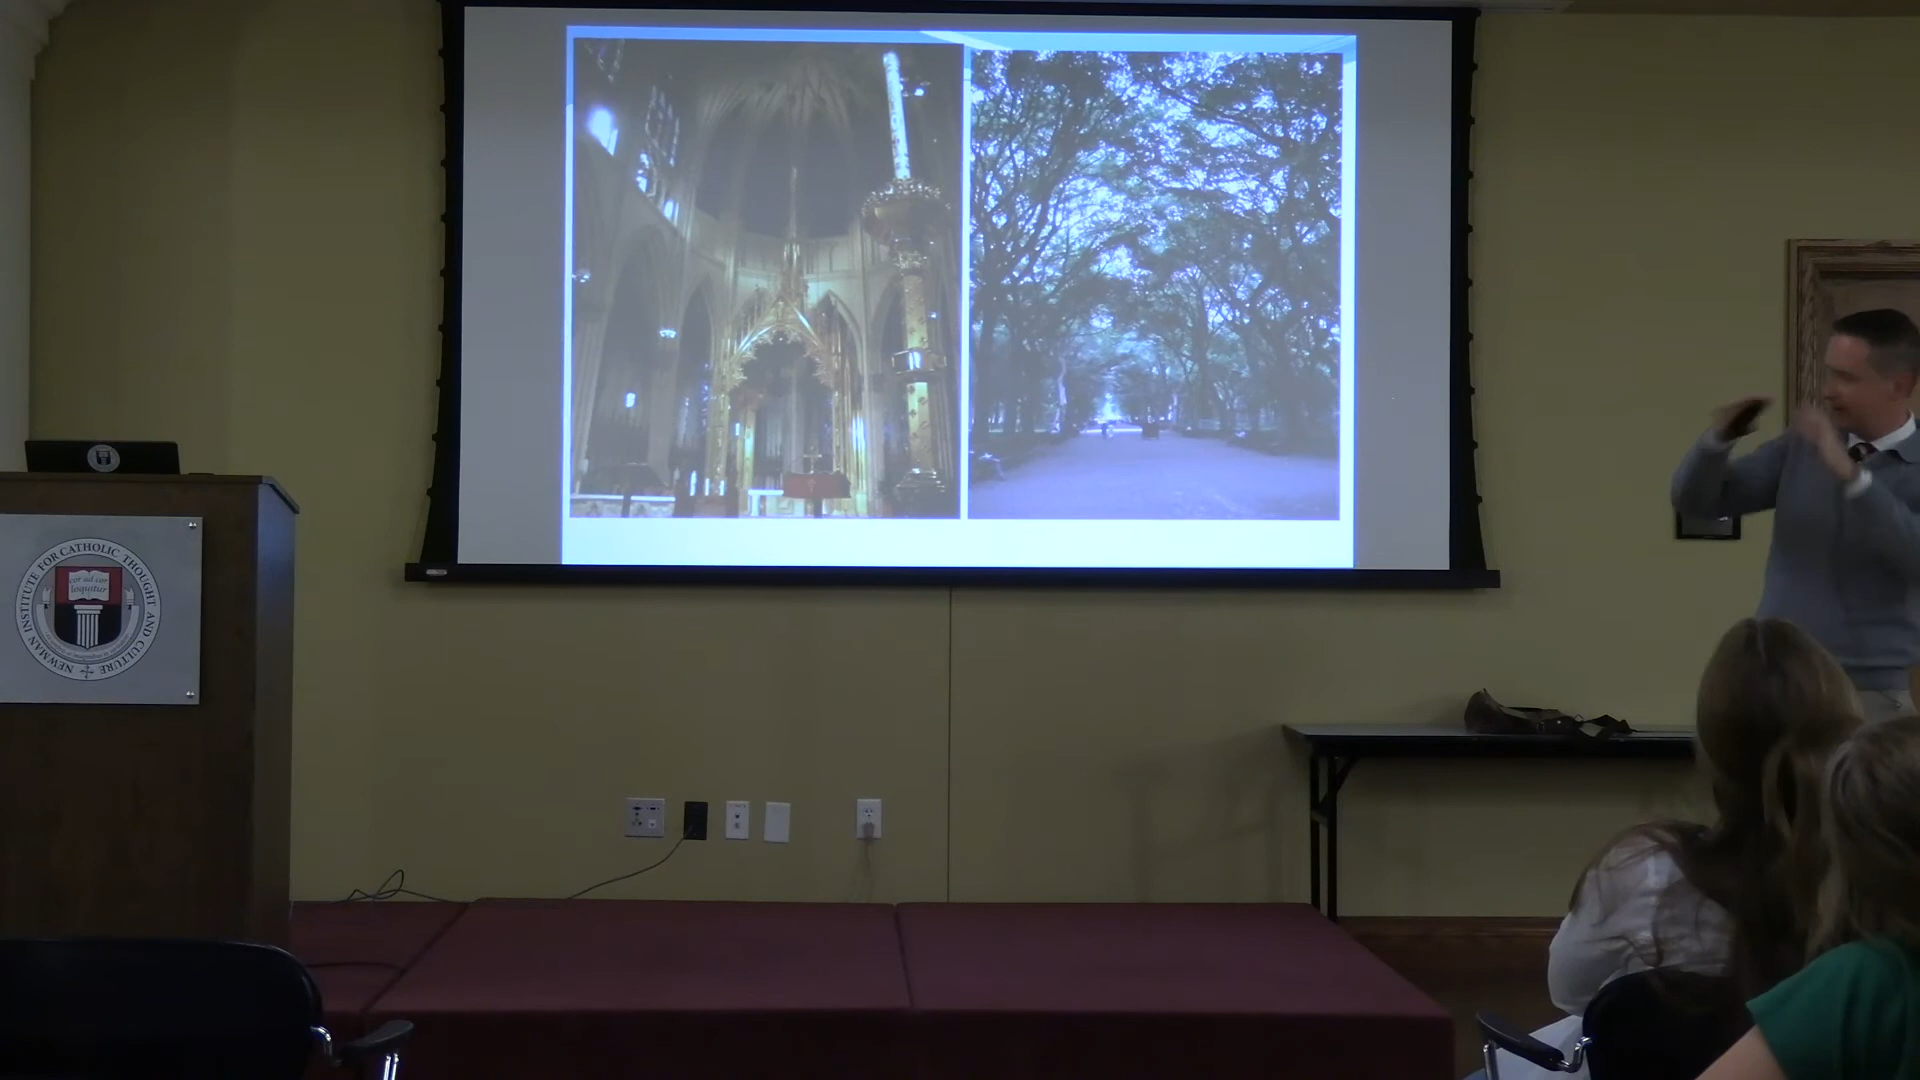 NEWMAN INSTITUTE FOR CATHOLIC THOUGHT AND CULTURE
cor ad cor
loquitur